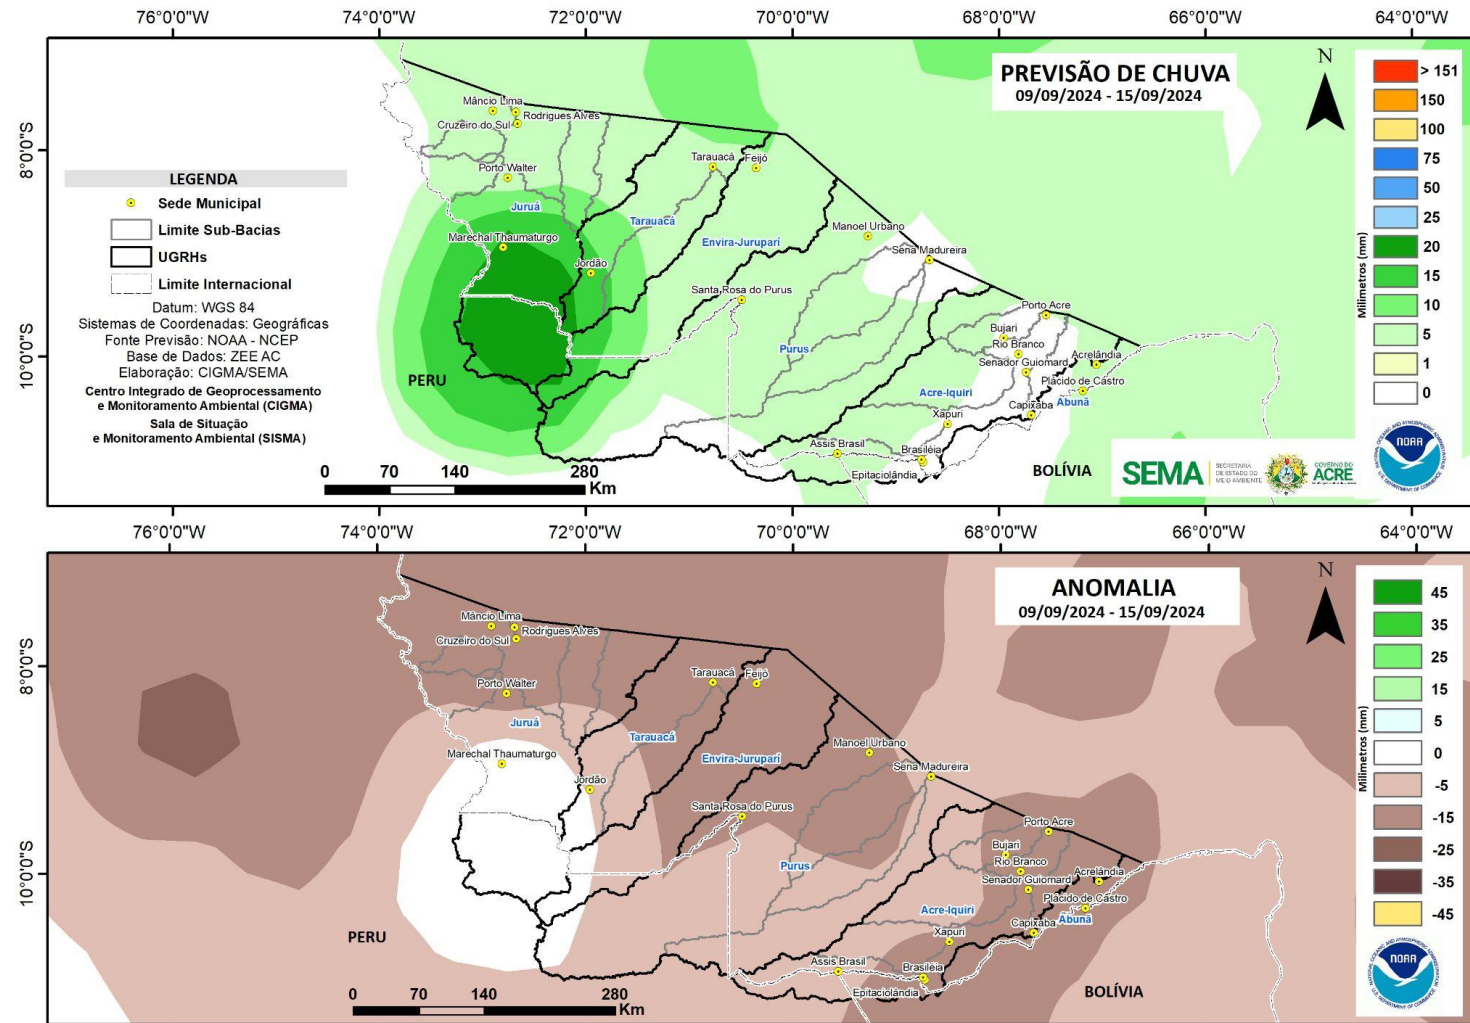 76°0'0"W 74°0'0"W 72°0'0"W 70°0'0"W 68°0'0"W 66°0'0"W 64°0'0"W
PREVISÃO DE CHUVA
09/09/2024 - 15/09/2024
N
> 151
150
100
75
50
25
20
15
10
5
1
0
Milímetros (mm)
8°0'0"S
10°0'0"S
LEGENDA
Sede Municipal
Limite Sub-Bacias
UGRHs
Limite Internacional
Datum: WGS 84
Sistemas de Coordenadas: Geográficas
Fonte Previsão: NOAA - NCEP
Base de Dados: ZEE AC
Elaboração: CIGMA/SEMA
Centro Integrado de Geoprocessamento
e Monitoramento Ambiental (CIGMA)
Sala de Situação
e Monitoramento Ambiental (SISMA)
Mâncio Lima
Rodrigues Alves
Cruzeiro do Sul
Porto Walter
Tarauacá
Feijó
Juruá
Tarauacá
Marechal Thaumaturgo
Envira-Jurupari
Manoel Urbano
Jordão
Sena Madureira
Santa Rosa do Purus
Porto Acre
Bujari
Rio Branco
Purus
Acrelândia
Senador Guiomard
Plácido de Castro
PERU
Acre-Iquiri
Abunã
Capixaba
Xapuri
Assis Brasil
Brasiléia
Epitaciolândia
BOLÍVIA
0 70 140 280
Km
SEMA
SECRETARIA
DE ESTADO DO
MEIO AMBIENTE
GOVERNO DO
ACRE
NOAA
76°0'0"W 74°0'0"W 72°0'0"W 70°0'0"W 68°0'0"W 66°0'0"W 64°0'0"W
ANOMALIA
09/09/2024 - 15/09/2024
N
45
35
25
15
5
0
-5
-15
-25
-35
-45
Milímetros (mm)
8°0'0"S
10°0'0"S
Mâncio Lima
Rodrigues Alves
Cruzeiro do Sul
Porto Walter
Tarauacá
Feijó
Juruá
Tarauacá
Marechal Thaumaturgo
Envira-Jurupari
Manoel Urbano
Jordão
Sena Madureira
Santa Rosa do Purus
Porto Acre
Bujari
Rio Branco
Purus
Acrelândia
Senador Guiomard
Plácido de Castro
Acre-Iquiri
Abunã
Capixaba
PERU
Xapuri
Assis Brasil
Brasiléia
Epitaciolândia
BOLÍVIA
0 70 140 280
Km
NOAA